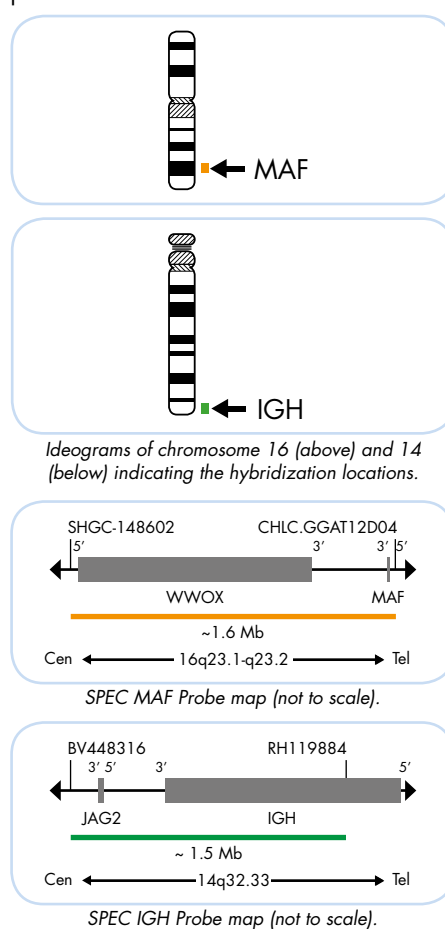 MAF
IGH
Ideograms of chromosome 16 (above) and 14
(below) indicating the hybridization locations.
SHGC-148602 CHLC.GGAT12D04
5’ 3’ 3’ 5’
WWOX MAF
~1.6 Mb
Cen 16q23.1-q23.2 Tel
SPEC MAF Probe map (not to scale).
BV448316 RH119884
3’ 5’ 3’ 5’
JAG2 IGH
~ 1.5 Mb
Cen 14q32.33 Tel
SPEC IGH Probe map (not to scale).